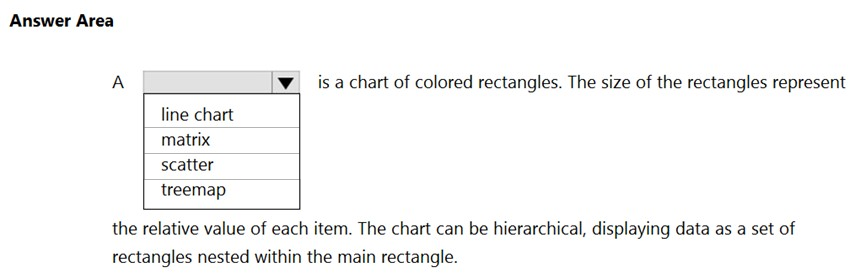 Answer Area
A ▼ is a chart of colored rectangles. The size of the rectangles represent
line chart
matrix
scatter
treemap
the relative value of each item. The chart can be hierarchical, displaying data as a set of
rectangles nested within the main rectangle.